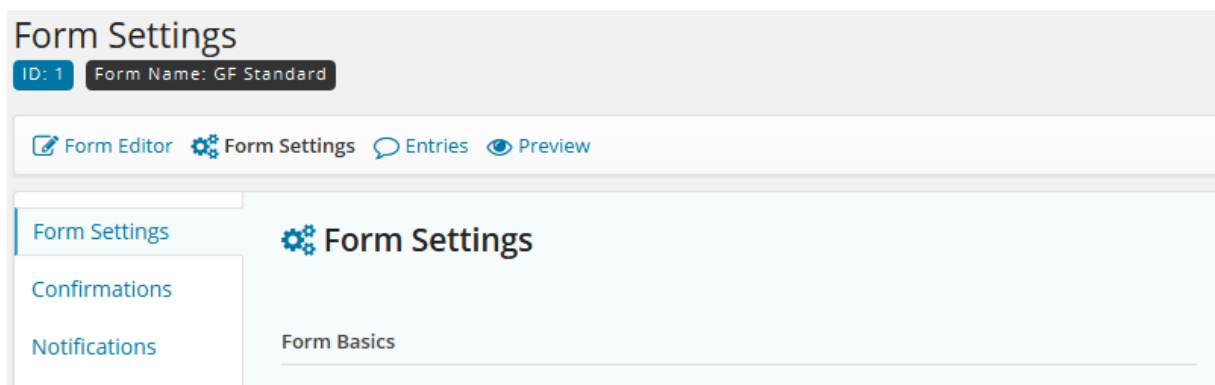 Form Settings
ID: 1 Form Name: GF Standard
Form Editor Form Settings Entries Preview
Form Settings
Form Settings
Confirmations
Notifications
Form Basics